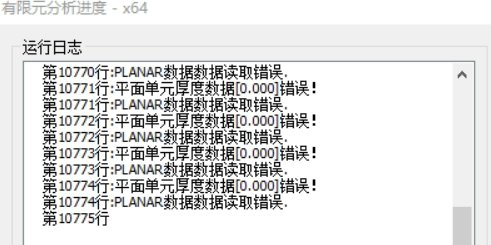 有限元分析进度 - x64
运行日志
第10770行:PLANAR数据数据读取错误.
第10771行:平面单元厚度数据[0.000]错误!
第10771行:PLANAR数据数据读取错误.
第10772行:平面单元厚度数据[0.000]错误!
第10772行:PLANAR数据数据读取错误.
第10773行:平面单元厚度数据[0.000]错误!
第10773行:PLANAR数据数据读取错误.
第10774行:平面单元厚度数据[0.000]错误!
第10774行:PLANAR数据数据读取错误.
第10775行